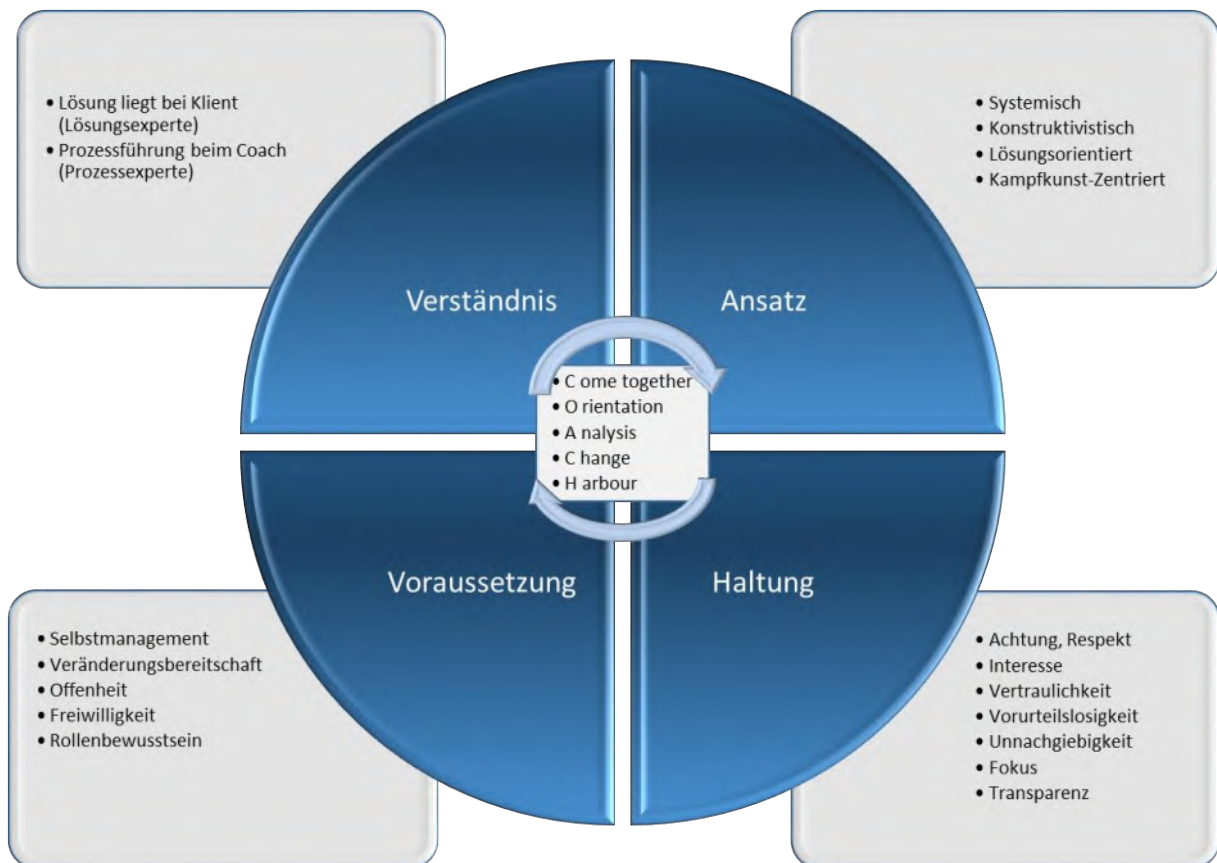 • Lösung liegt bei Klient
(Lösungsexperte)
• Prozessführung beim Coach
(Prozessexperte)
• Systemisch
• Konstruktivistisch
• Lösungsorientiert
• Kampfkunst-Zentriert
Verständnis
Ansatz
• C ome together
• O rientation
• A nalysis
• C hange
• H arbour
Voraussetzung
Haltung
• Selbstmanagement
• Veränderungsbereitschaft
• Offenheit
• Freiwilligkeit
• Rollenbewusstsein
• Achtung, Respekt
• Interesse
• Vertraulichkeit
• Vorurteilslosigkeit
• Unnachgiebigkeit
• Fokus
• Transparenz